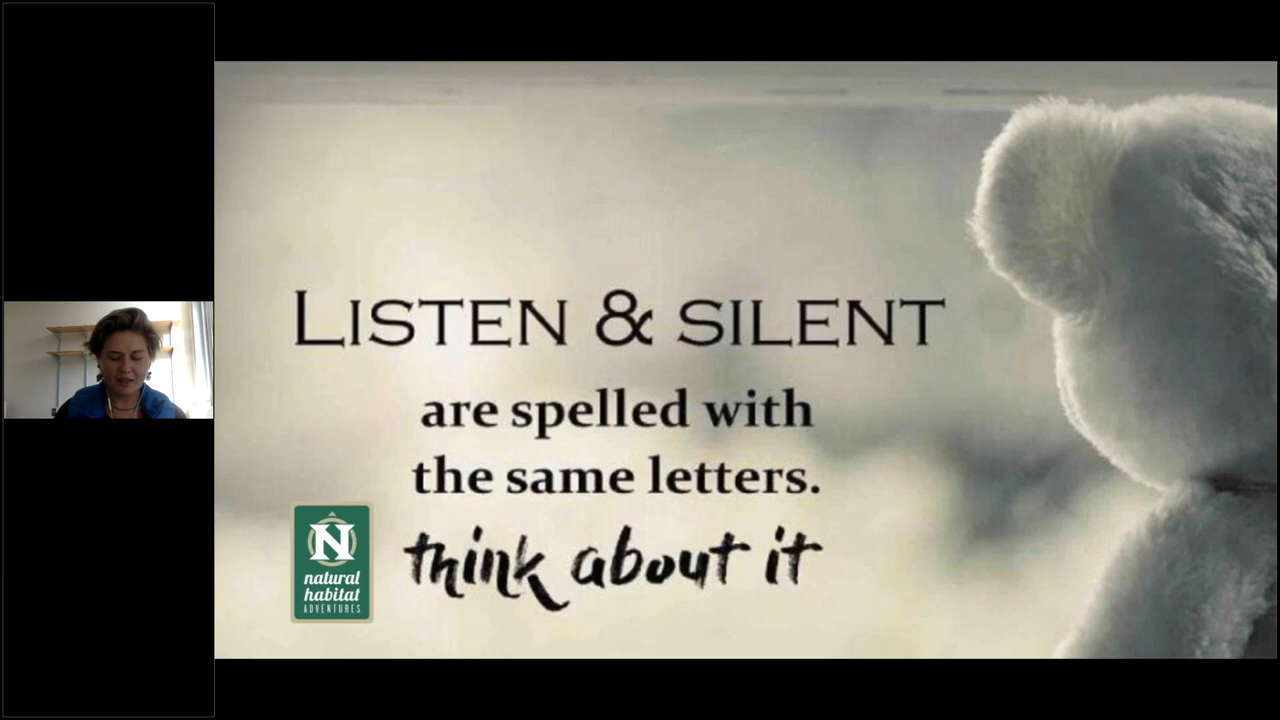 LISTEN & SILENT
are spelled with
the same letters.
think about it
N
natural
habitat
ADVENTURES